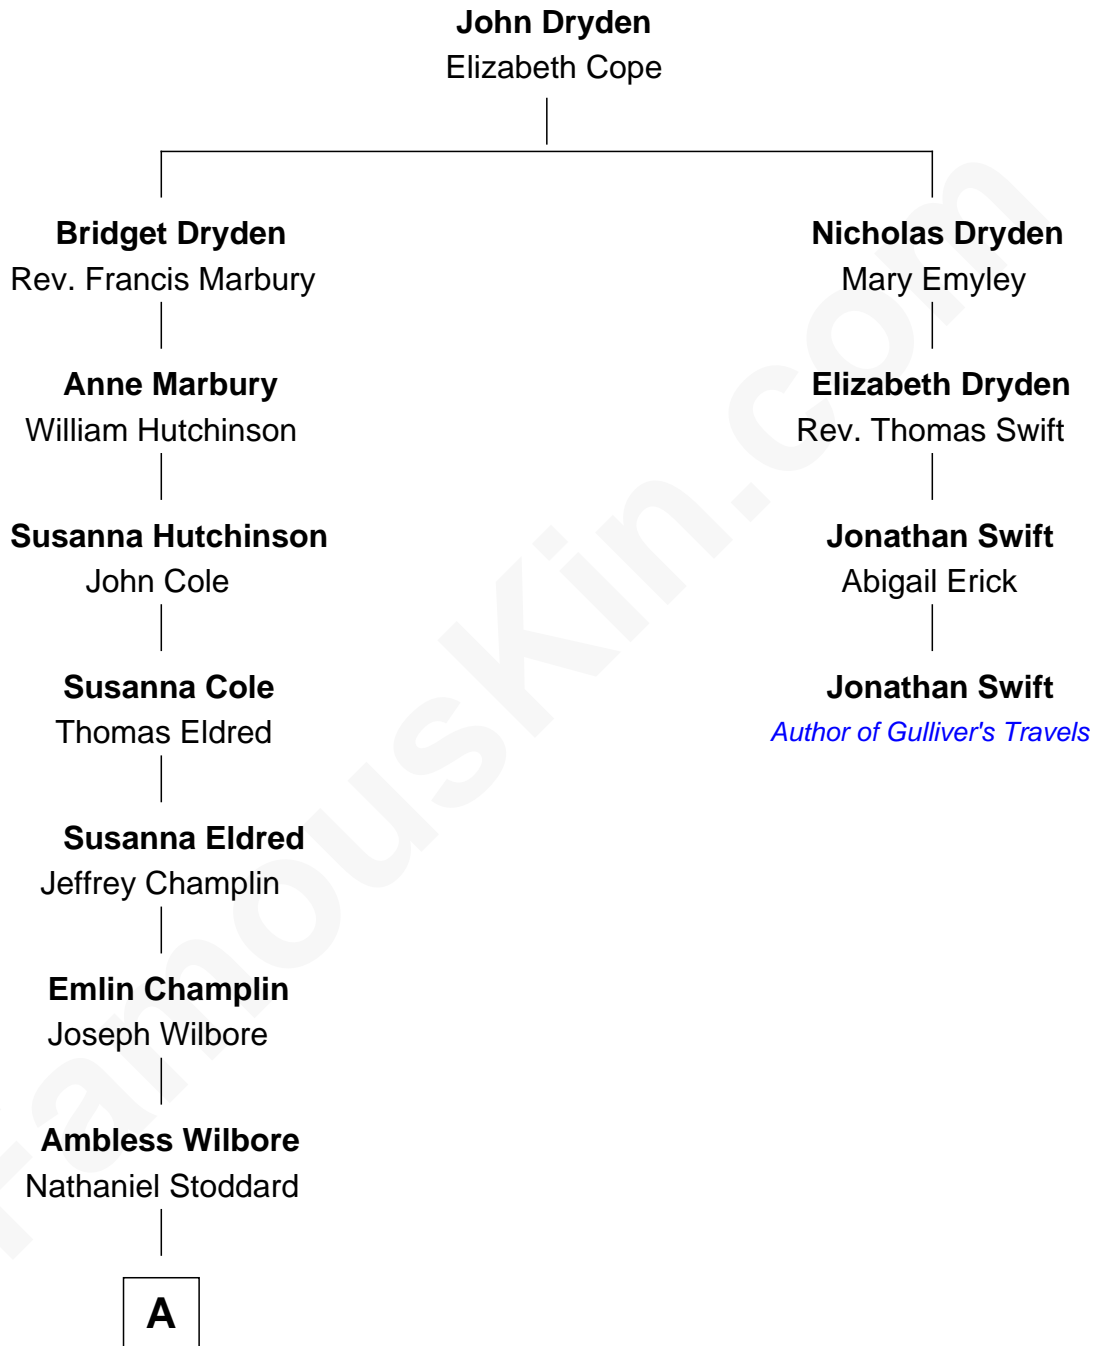 John Dryden
Elizabeth Cope
Bridget Dryden
Rev. Francis Marbury
Nicholas Dryden
Mary Emyley
Anne Marbury
William Hutchinson
Elizabeth Dryden
Rev. Thomas Swift
Susanna Hutchinson
John Cole
Jonathan Swift
Abigail Erick
Susanna Cole
Thomas Eldred
Jonathan Swift
Author of Gulliver's Travels
Susanna Eldred
Jeffrey Champlin
Emlin Champlin
Joseph Wilbore
Ambless Wilbore
Nathaniel Stoddard
A
FamousKin.com